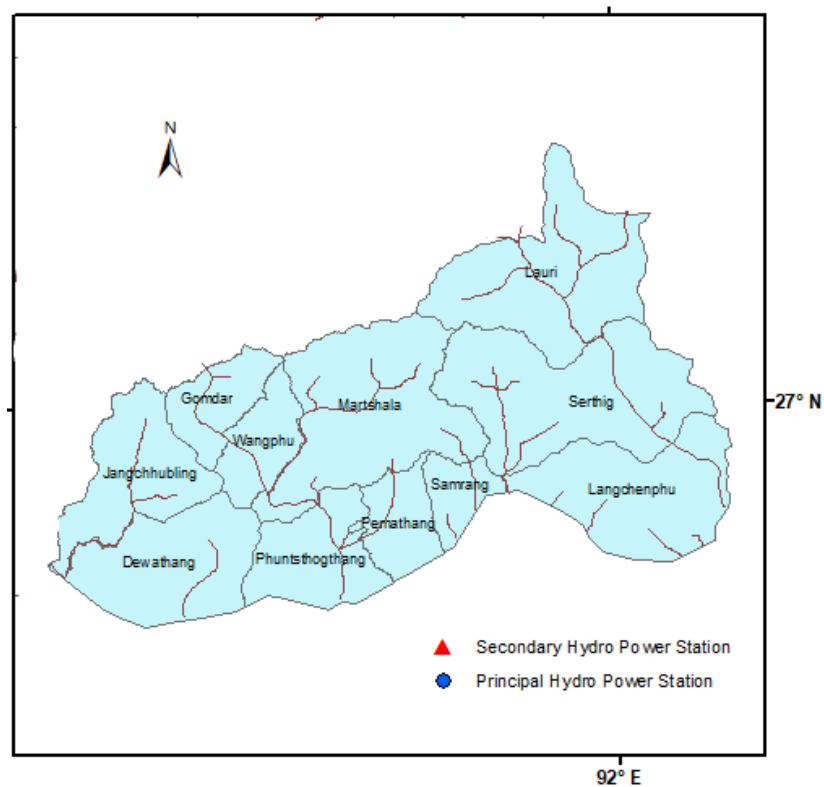 N
Lauri
27° N
Gomdar
Martshala
Serthig
Wangphu
Jangchhubling
Samrang
Langchenphu
Pemathang
Phuntsthogthang
Dewathang
Secondary Hydro Power Station
Principal Hydro Power Station
92° E